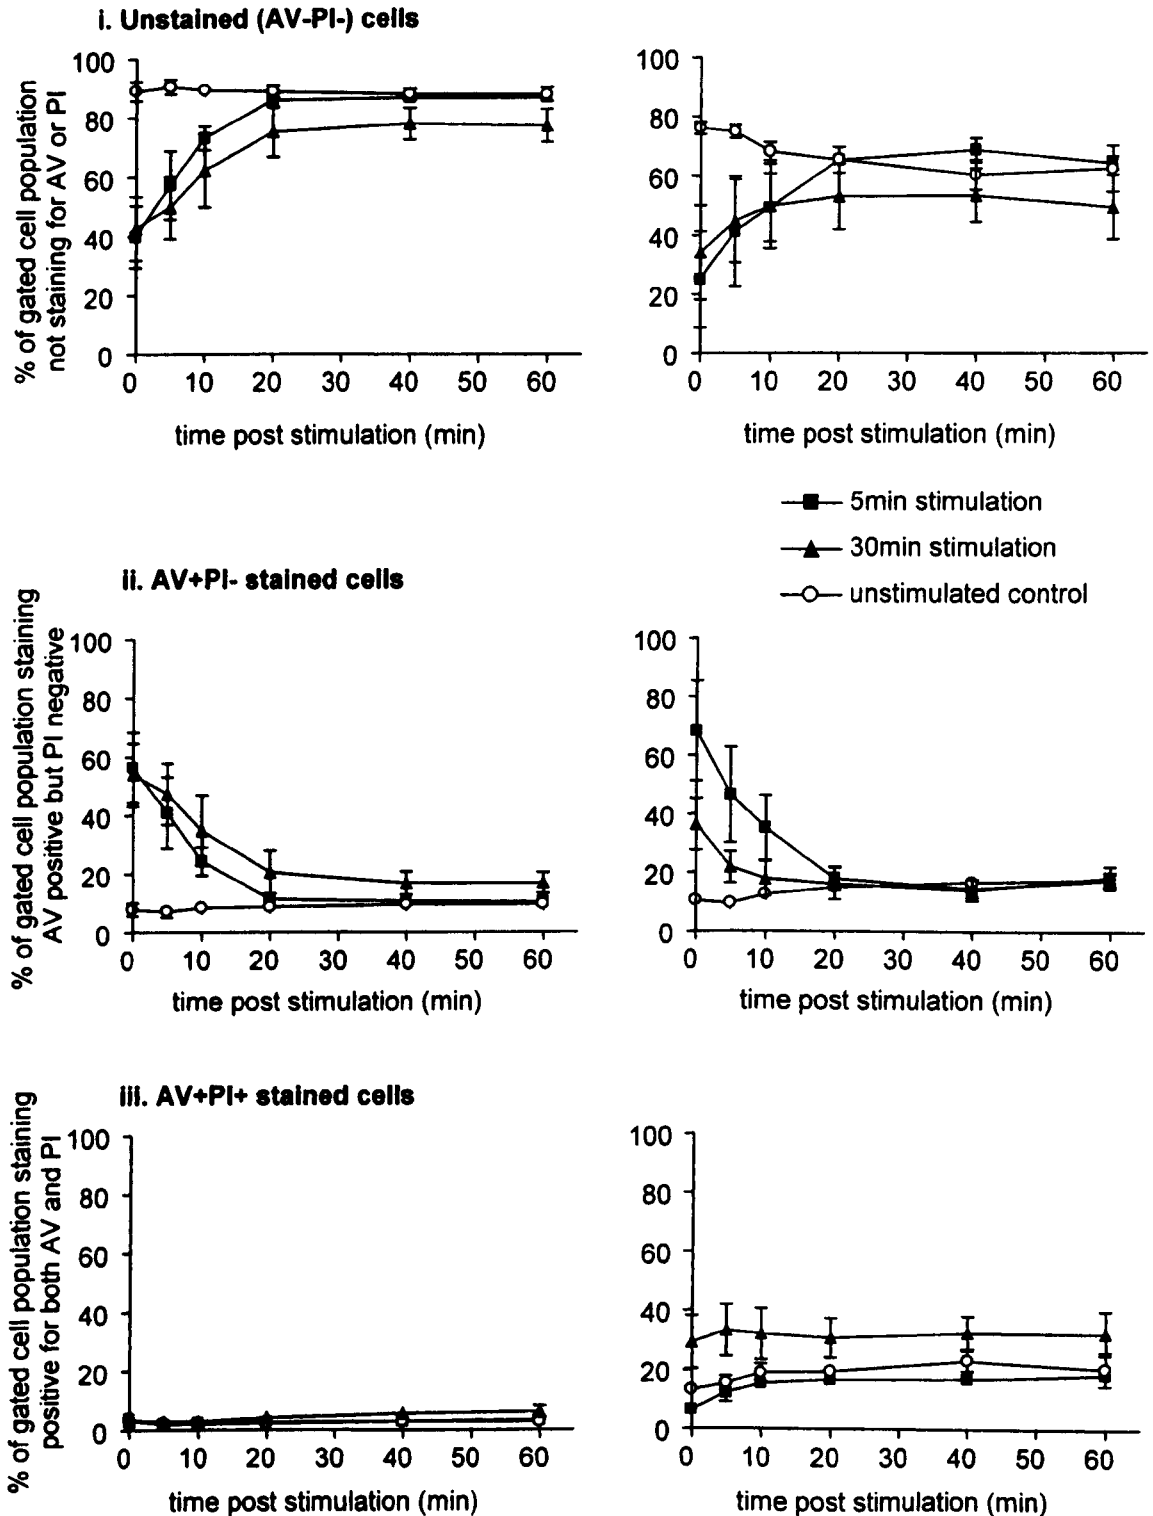 i. Unstained (AV-PI-) cells
% of gated cell population
not staining for AV or PI
100
80
60
40
20
0
0 10 20 30 40 50 60
time post stimulation (min)
100
80
60
40
20
0
0 10 20 30 40 50 60
time post stimulation (min)
5min stimulation
30min stimulation
unstimulated control
ii. AV+PI- stained cells
% of gated cell population staining
AV positive but PI negative
100
80
60
40
20
0
0 10 20 30 40 50 60
time post stimulation (min)
100
80
60
40
20
0
0 10 20 30 40 50 60
time post stimulation (min)
iii. AV+PI+ stained cells
% of gated cell population staining
positive for both AV and PI
100
80
60
40
20
0
0 10 20 30 40 50 60
time post stimulation (min)
100
80
60
40
20
0
0 10 20 30 40 50 60
time post stimulation (min)